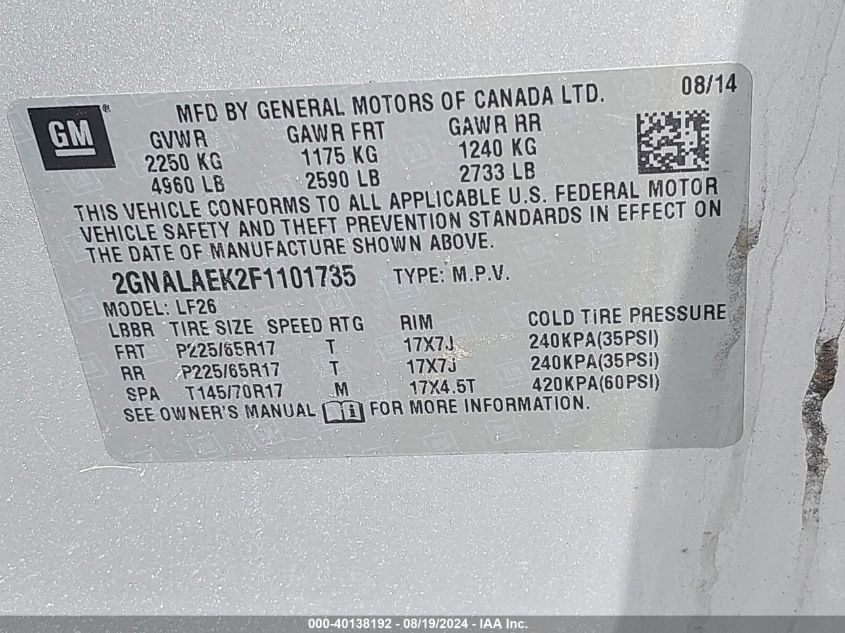 MFD BY GENERAL MOTORS OF CANADA LTD. 08/14
GM®
GVWR GAWR FRT GAWR RR
2250 KG 1175 KG 1240 KG
4960 LB 2590 LB 2733 LB
THIS VEHICLE CONFORMS TO ALL APPLICABLE U.S. FEDERAL MOTOR
VEHICLE SAFETY AND THEFT PREVENTION STANDARDS IN EFFECT ON
THE DATE OF MANUFACTURE SHOWN ABOVE.
2GNALAEK2F1101735 TYPE: M.P.V.
MODEL: LF26
LBBR TIRE SIZE SPEED RTG RIM COLD TIRE PRESSURE
FRT P225/65R17 T 17X7J 240KPA(35PSI)
RR P225/65R17 T 17X7J 240KPA(35PSI)
SPA T145/70R17 M 17X4.5T 420KPA(60PSI)
SEE OWNER'S MANUAL FOR MORE INFORMATION.
000-40138192 - 08/19/2024 - IAA Inc.